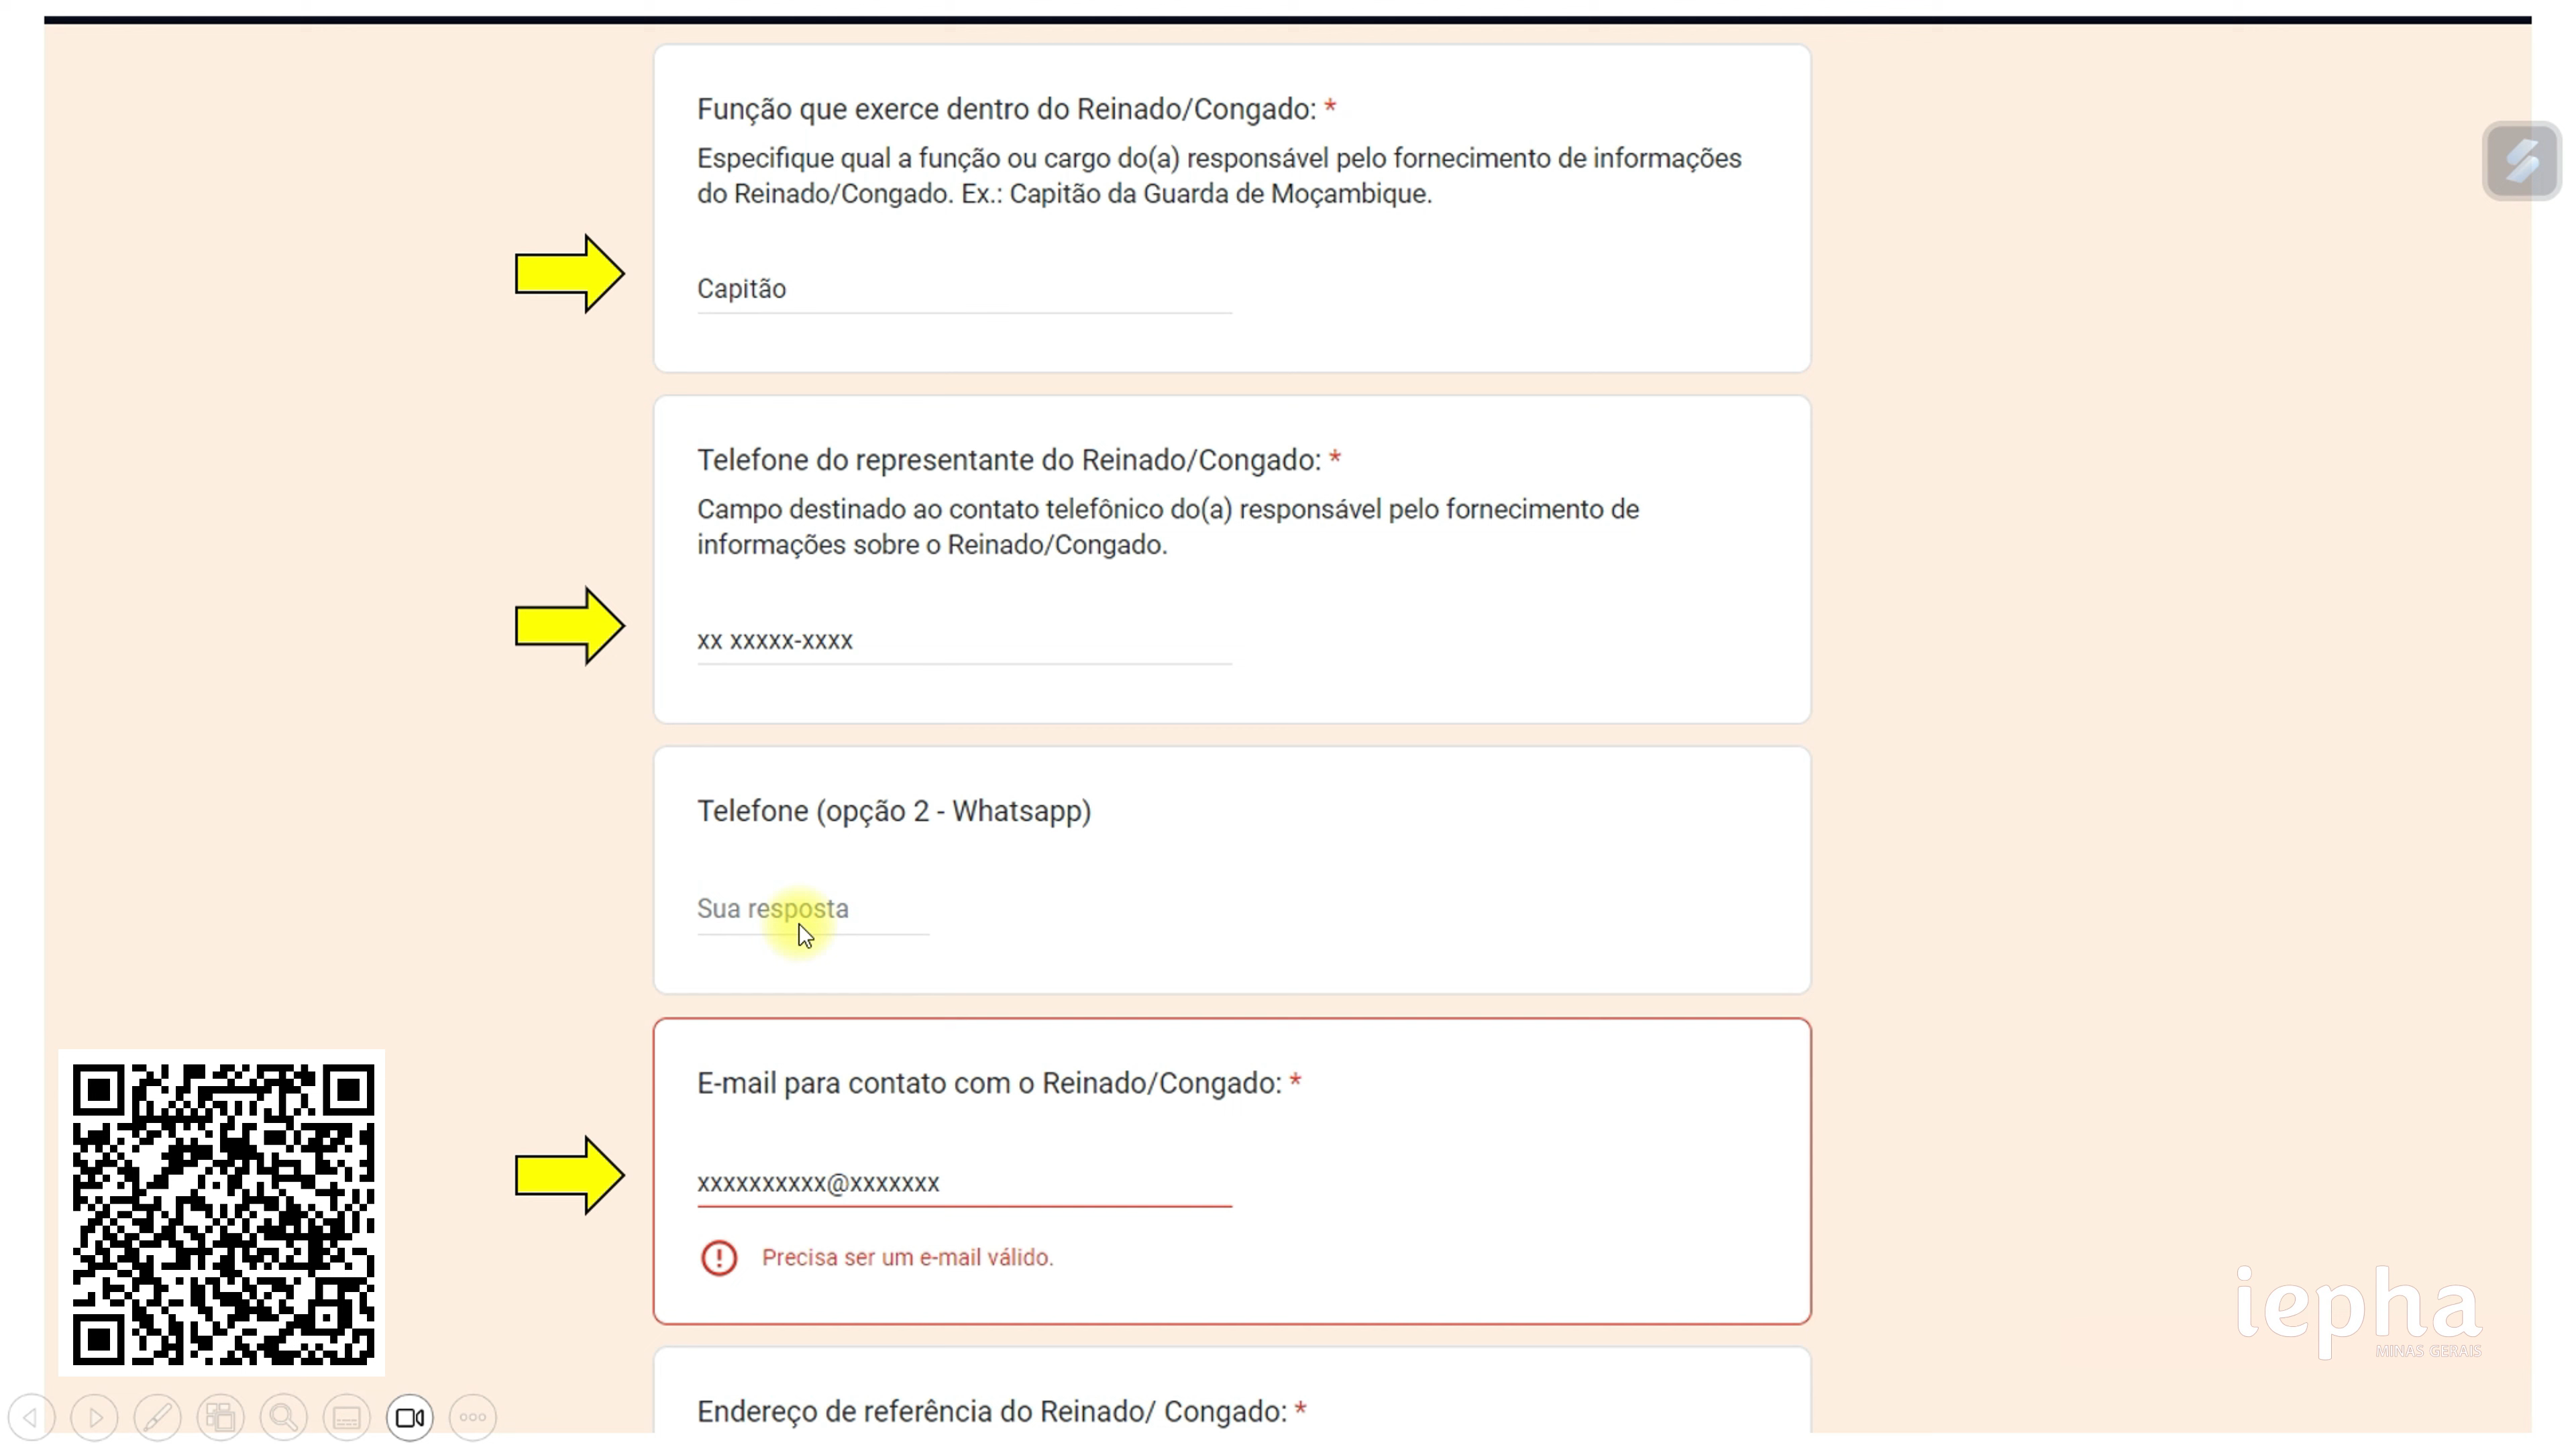 Função que exerce dentro do Reinado/Congado: *
Especifique qual a função ou cargo do(a) responsável pelo fornecimento de informações
do Reinado/Congado. Ex.: Capitão da Guarda de Moçambique.
Capitão
Telefone do representante do Reinado/Congado: *
Campo destinado ao contato telefônico do(a) responsável pelo fornecimento de
informações sobre o Reinado/Congado.
xx xxxxx-xxxx
Telefone (opção 2 - Whatsapp)
Sua resposta
E-mail para contato com o Reinado/Congado: *
xxxxxxxxxx@xxxxxxx
Precisa ser um e-mail válido.
Endereço de referência do Reinado/ Congado: *
iepha
MINAS GERAIS